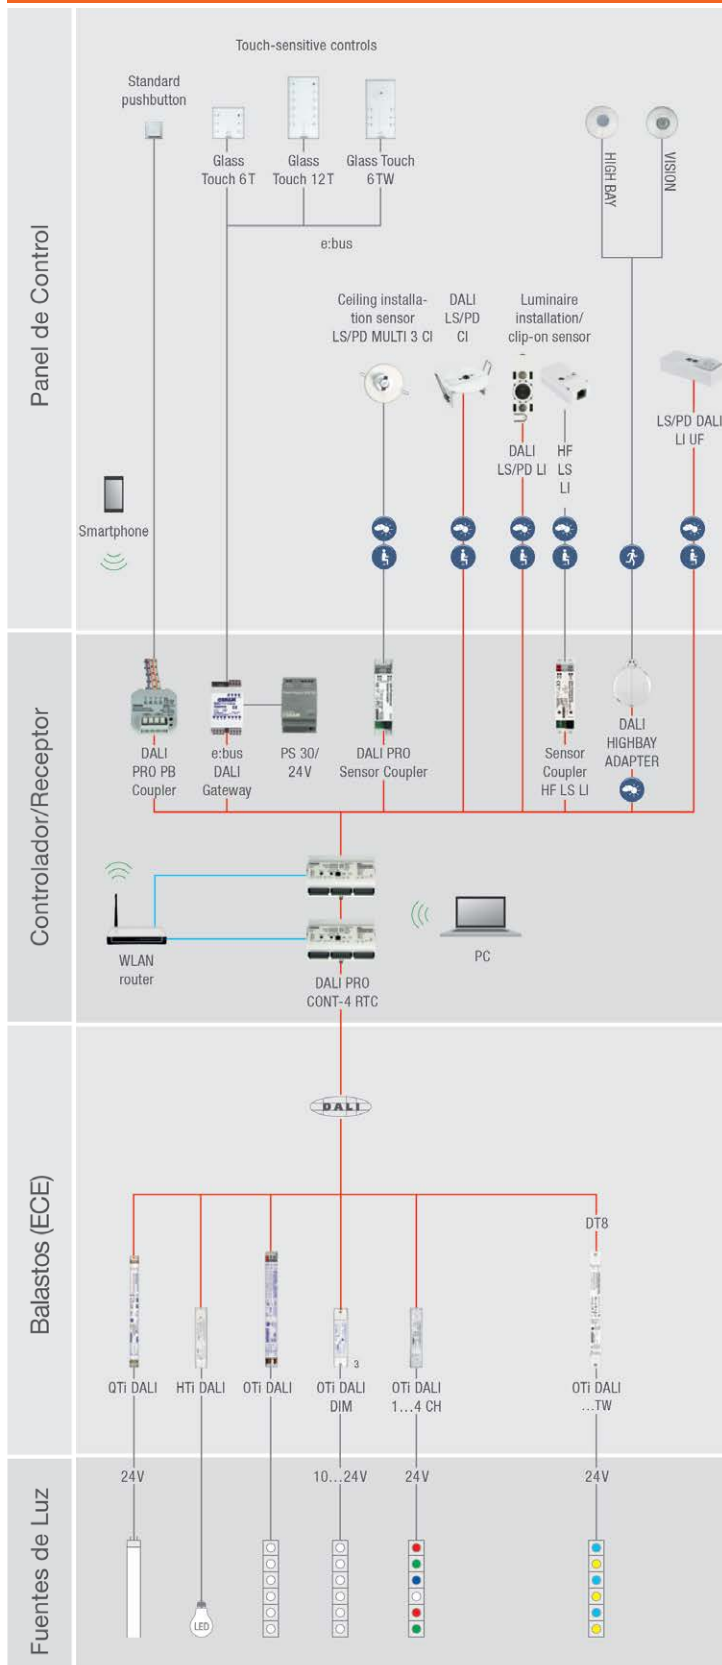 Panel de Control
Touch-sensitive controls
Standard
pushbutton
Glass
Touch 6T
Glass
Touch 12T
Glass Touch
6TW
HIGH BAY
VISION
e:bus
Ceiling installa-
tion sensor
LS/PD MULTI 3 CI
DALI
LS/PD
CI
Luminaire
installation/
clip-on sensor
DALI
LS/PD LI
HF
LS
LI
LS/PD DALI
LI UF
Smartphone
Controlador/Receptor
DALI
PRO PB
Coupler
e:bus
DALI
Gateway
PS 30/
24V
DALI PRO
Sensor Coupler
Sensor
Coupler
HF LS LI
DALI
HIGHBAY
ADAPTER
WLAN
router
DALI PRO
CONT-4 RTC
PC
Balastos (ECE)
DALI
DT8
QTi DALI
HTi DALI
OTi DALI
3
OTi DALI
DIM
OTi DALI
1...4 CH
OTi DALI
...TW
Fuentes de Luz
24V
10...24V
24V
24V
LED